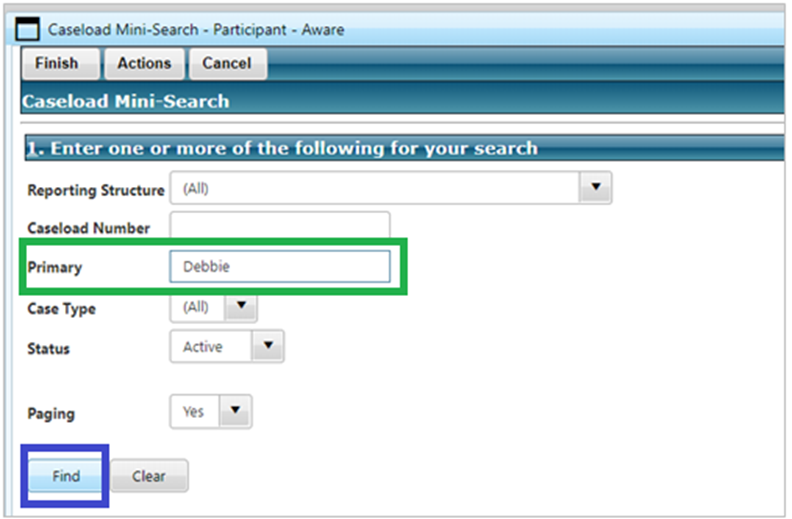 Caseload Mini-Search - Participant - Aware
Finish Actions Cancel
Caseload Mini-Search
1. Enter one or more of the following for your search
Reporting Structure (All)
Caseload Number
Primary Debbie
Case Type (All)
Status Active
Paging Yes
Find Clear